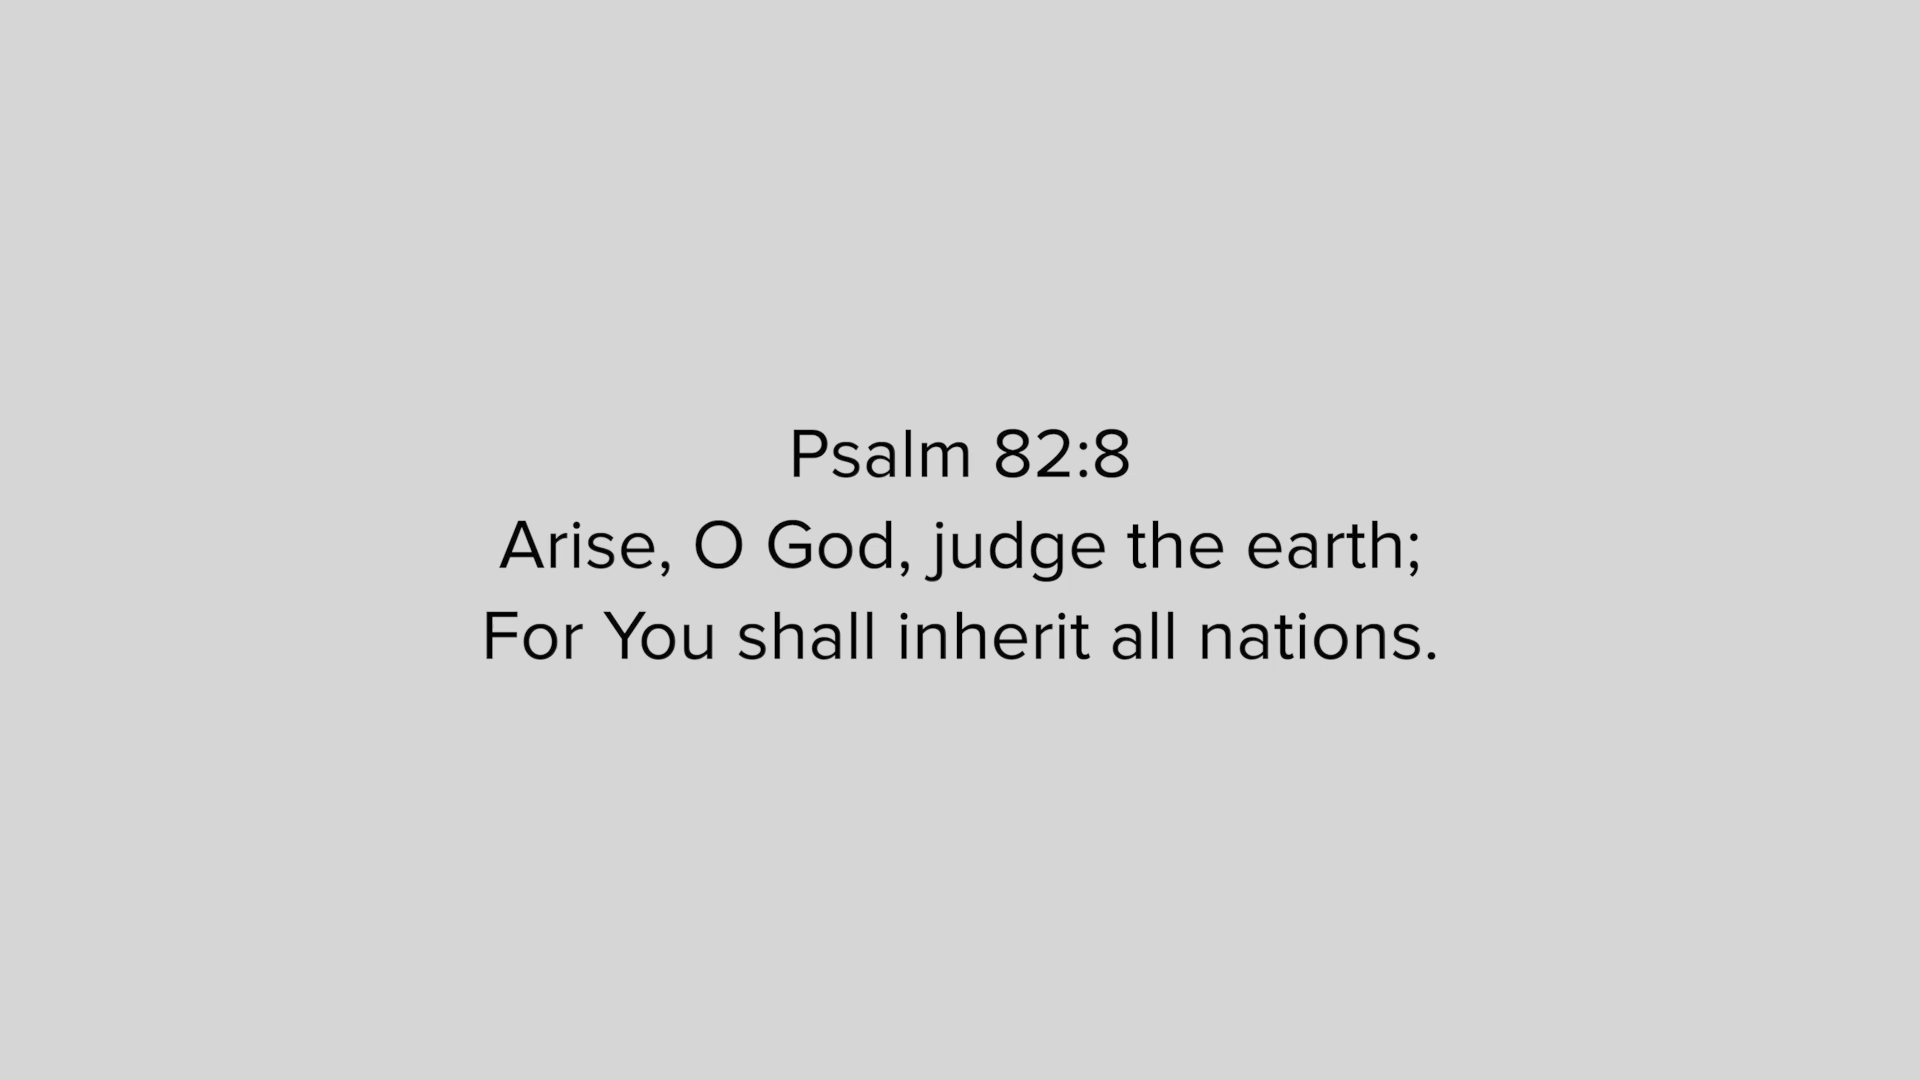 Psalm 82:8
Arise, O God, judge the earth;
For You shall inherit all nations.